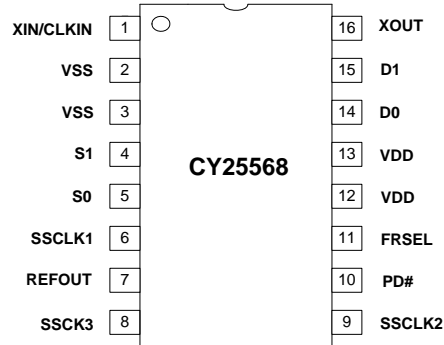 XIN/CLKIN 1 16 XOUT
VSS 2 15 D1
VSS 3 14 D0
S1 4 13 VDD
CY25568
S0 5 12 VDD
SSCLK1 6 11 FRSEL
REFOUT 7 10 PD#
SSCK3 8 9 SSCLK2